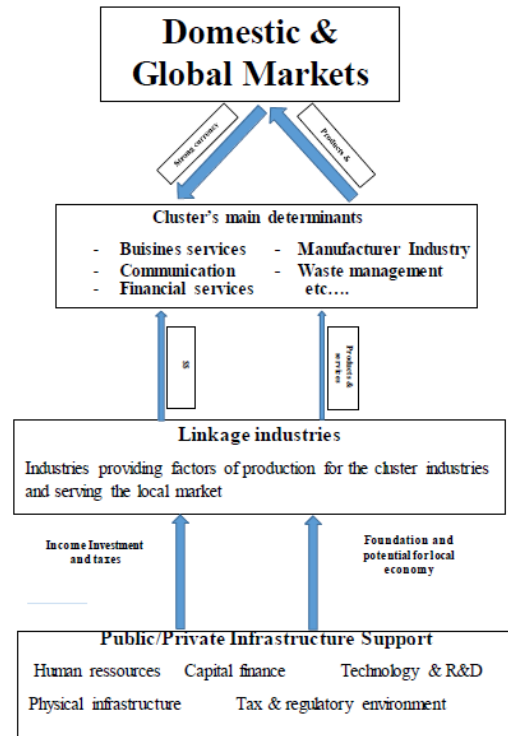 Domestic &
Global Markets
Strong currency
Products &
Cluster's main determinants
- Buisines services - Manufacturer Industry
- Communication - Waste management
- Financial services etc....
$$
Products &
services
Linkage industries
Industries providing factors of production for the cluster industries
and serving the local market
Income Investment
and taxes
Foundation and
potential for local
economy
Public/Private Infrastructure Support
Human ressources Capital finance Technology & R&D
Physical infrastructure Tax & regulatory environment